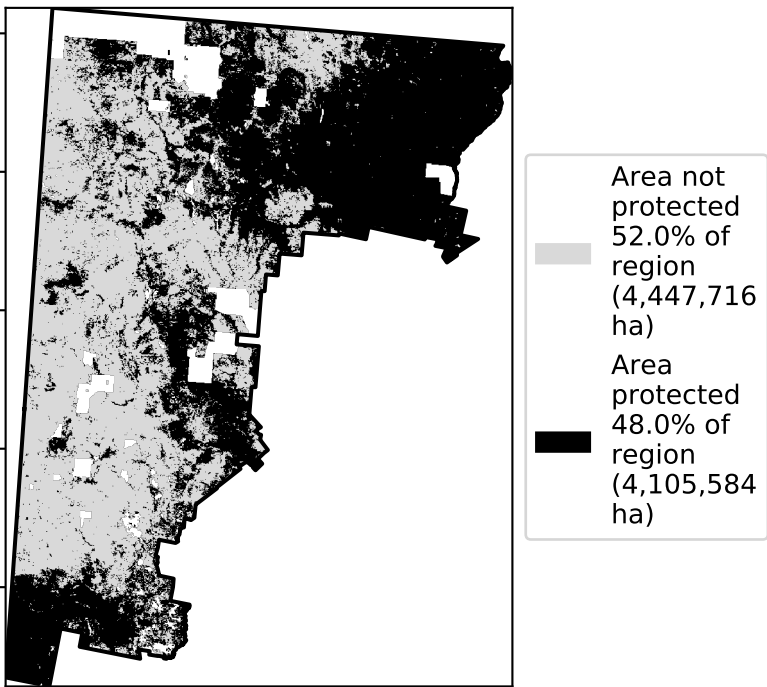 Area not
protected
52.0% of
region
(4,447,716
ha)
Area
protected
48.0% of
region
(4,105,584
ha)